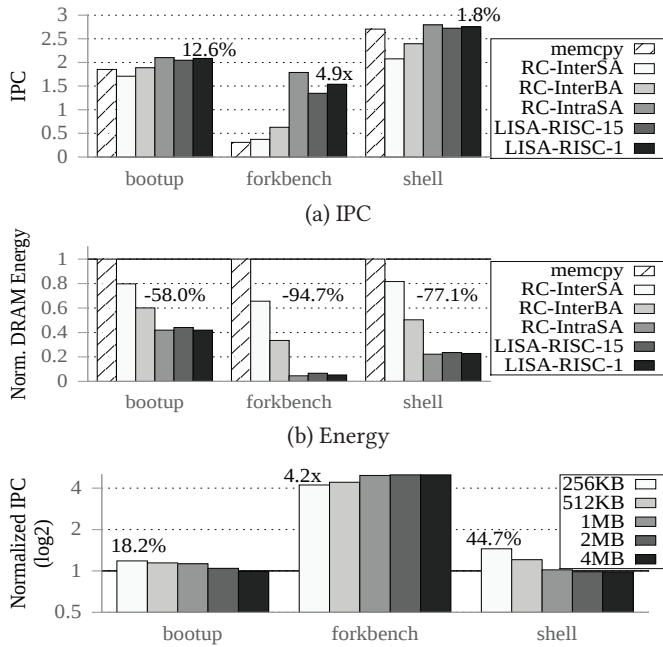 3
2.5
2
1.5
1
0.5
0
IPC
12.6%
4.9x
1.8%
memcpy
RC-InterSA
RC-InterBA
RC-IntraSA
LISA-RISC-15
LISA-RISC-1
bootup
forkbench
shell
(a) IPC
1
0.8
0.6
0.4
0.2
0
Norm. DRAM Energy
-58.0%
-94.7%
-77.1%
memcpy
RC-InterSA
RC-InterBA
RC-IntraSA
LISA-RISC-15
LISA-RISC-1
bootup
forkbench
shell
(b) Energy
4
2
1
0.5
Normalized IPC
(log2)
18.2%
4.2x
44.7%
256KB
512KB
1MB
2MB
4MB
bootup
forkbench
shell